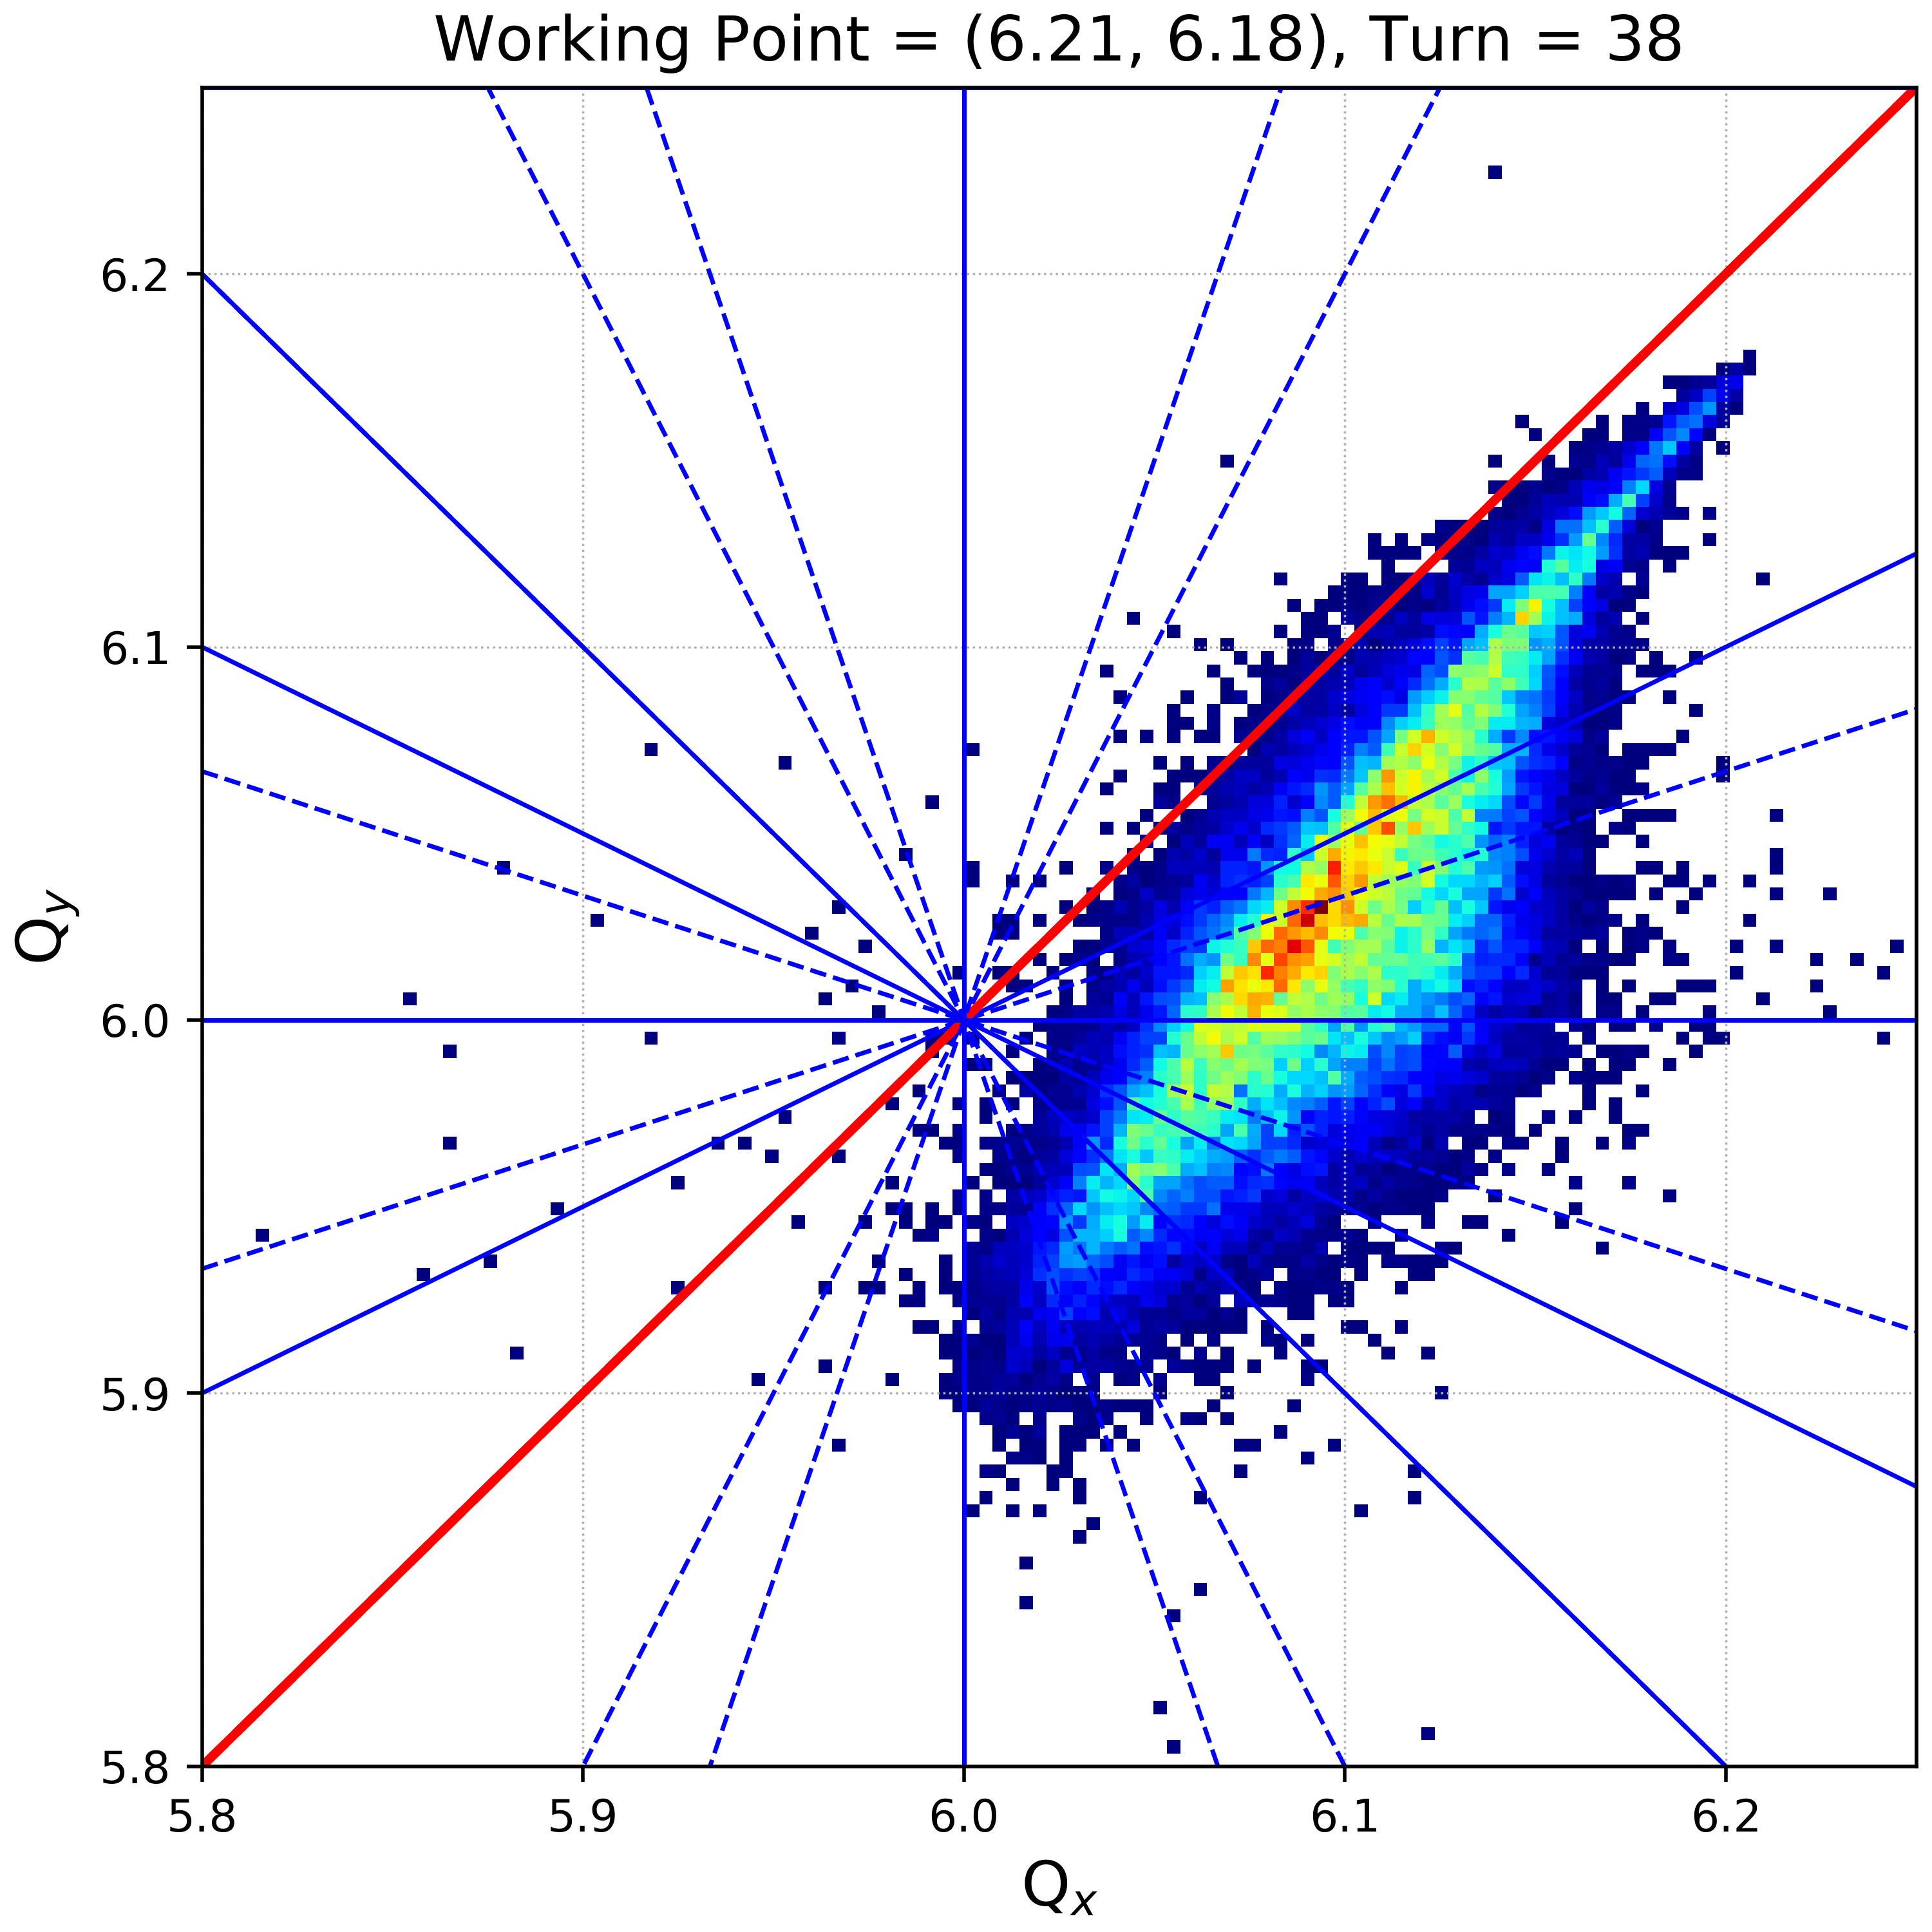 Working Point = (6.21, 6.18), Turn = 38
6.2
6.1
6.0
5.9
5.8
Qy
5.8 5.9 6.0 6.1 6.2
Qx